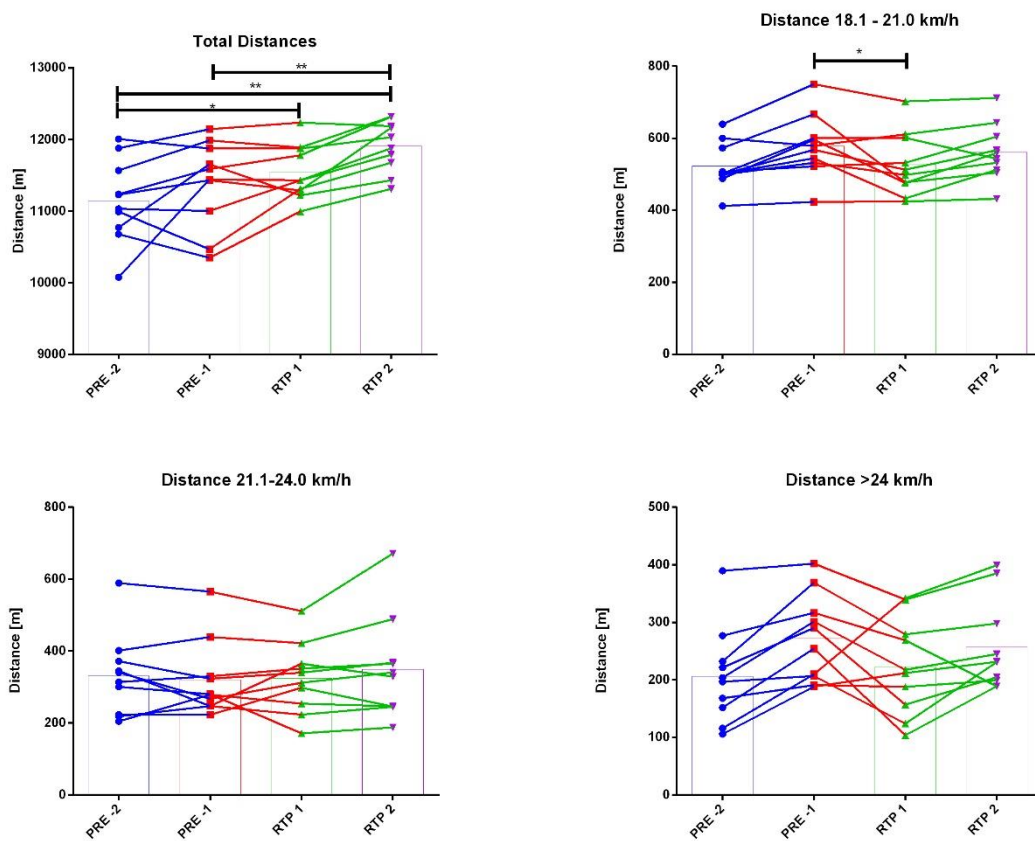 Total Distances
**
**
*
Distance [m]
13000
12000
11000
10000
9000
PRE -2
PRE -1
RTP 1
RTP 2
Distance 18.1 - 21.0 km/h
*
Distance [m]
800
600
400
200
0
PRE -2
PRE -1
RTP 1
RTP 2
Distance 21.1-24.0 km/h
Distance [m]
800
600
400
200
0
PRE -2
PRE -1
RTP 1
RTP 2
Distance >24 km/h
Distance [m]
500
400
300
200
100
0
PRE -2
PRE -1
RTP 1
RTP 2